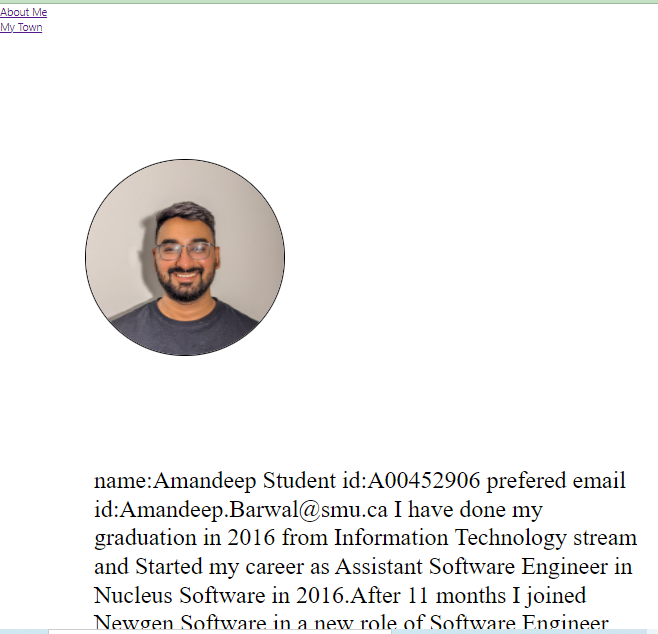 About Me
My Town
name:Amandeep Student id:A00452906 prefered email
id:Amandeep.Barwal@smu.ca I have done my
graduation in 2016 from Information Technology stream
and Started my career as Assistant Software Engineer in
Nucleus Software in 2016.After 11 months I joined
Newgen Software in a new role of Software Engineer